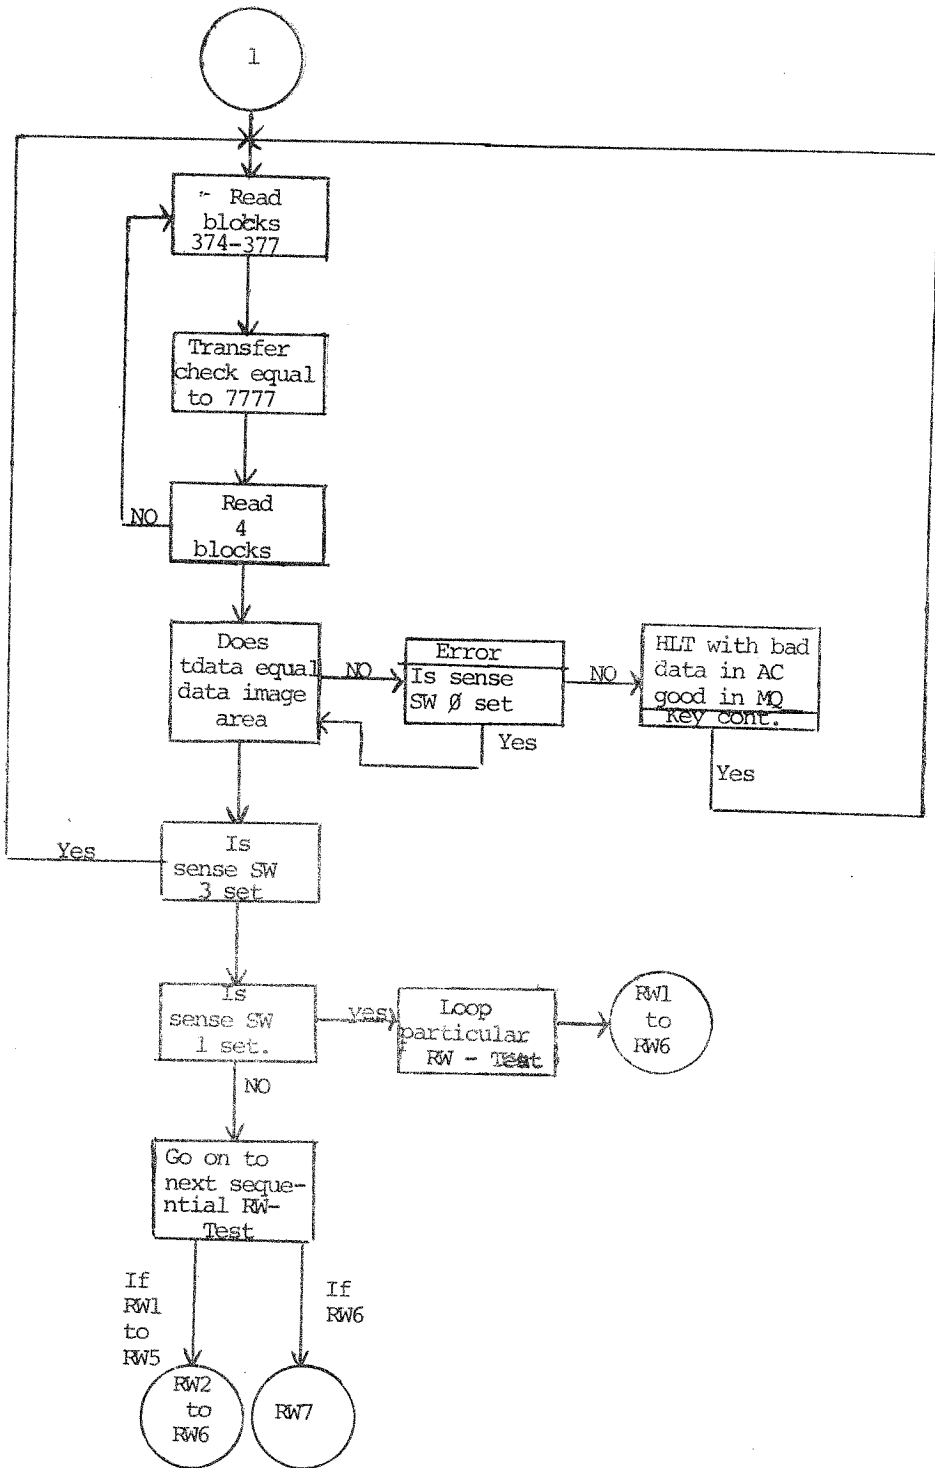 1
Read
blocks
374-377
Transfer
check equal
to 7777
Read
4
blocks
NO
Does
tdata equal
data image
area
NO
Error
Is sense
SW Ø set
Yes
NO
HLT with bad
data in AC
good in MQ
Key cont.
Yes
Is
sense SW
3 set
Yes
Is
sense SW
1 set.
yes
Loop
particular
RW - Test
RW1
to
RW6
NO
Go on to
next seque-
ntial RW-
Test
If
RW1
to
RW5
If
RW6
RW2
to
RW6
RW7